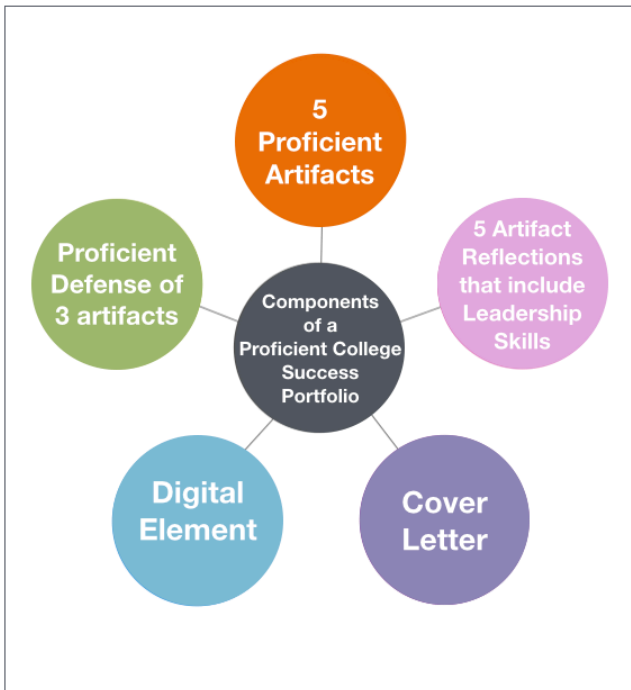 5
Proficient
Artifacts
5 Artifact
Reflections
that include
Leadership
Skills
Proficient
Defense of
3 artifacts
Components
of a
Proficient College
Success
Portfolio
Digital
Element
Cover
Letter